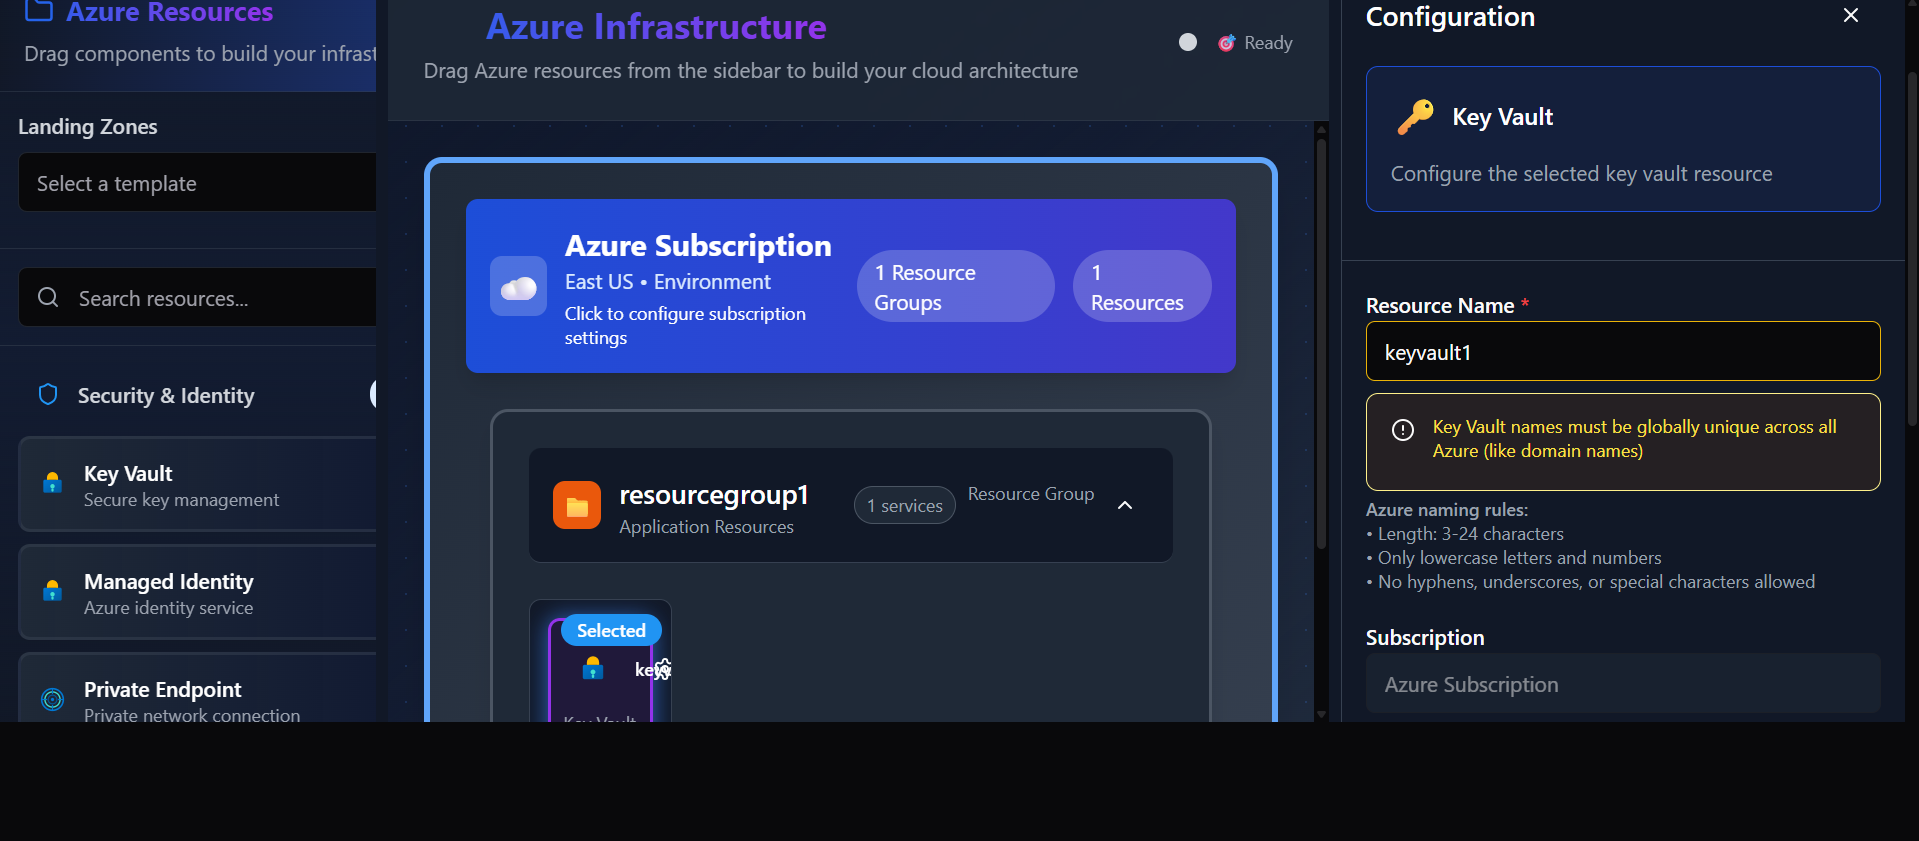 Azure Resources
Drag components to build your infrast
Landing Zones
Select a template
Search resources...
Security & Identity
Key Vault
Secure key management
Managed Identity
Azure identity service
Private Endpoint
Private network connection
Azure Infrastructure
Drag Azure resources from the sidebar to build your cloud architecture
Ready
Azure Subscription
East US • Environment
Click to configure subscription
settings
1 Resource
Groups
1
Resources
resourcegroup1
Application Resources
1 services
Resource Group
Selected
key
Key Vault
Configuration
Key Vault
Configure the selected key vault resource
Resource Name *
keyvault1
Key Vault names must be globally unique across all
Azure (like domain names)
Azure naming rules:
• Length: 3-24 characters
• Only lowercase letters and numbers
• No hyphens, underscores, or special characters allowed
Subscription
Azure Subscription